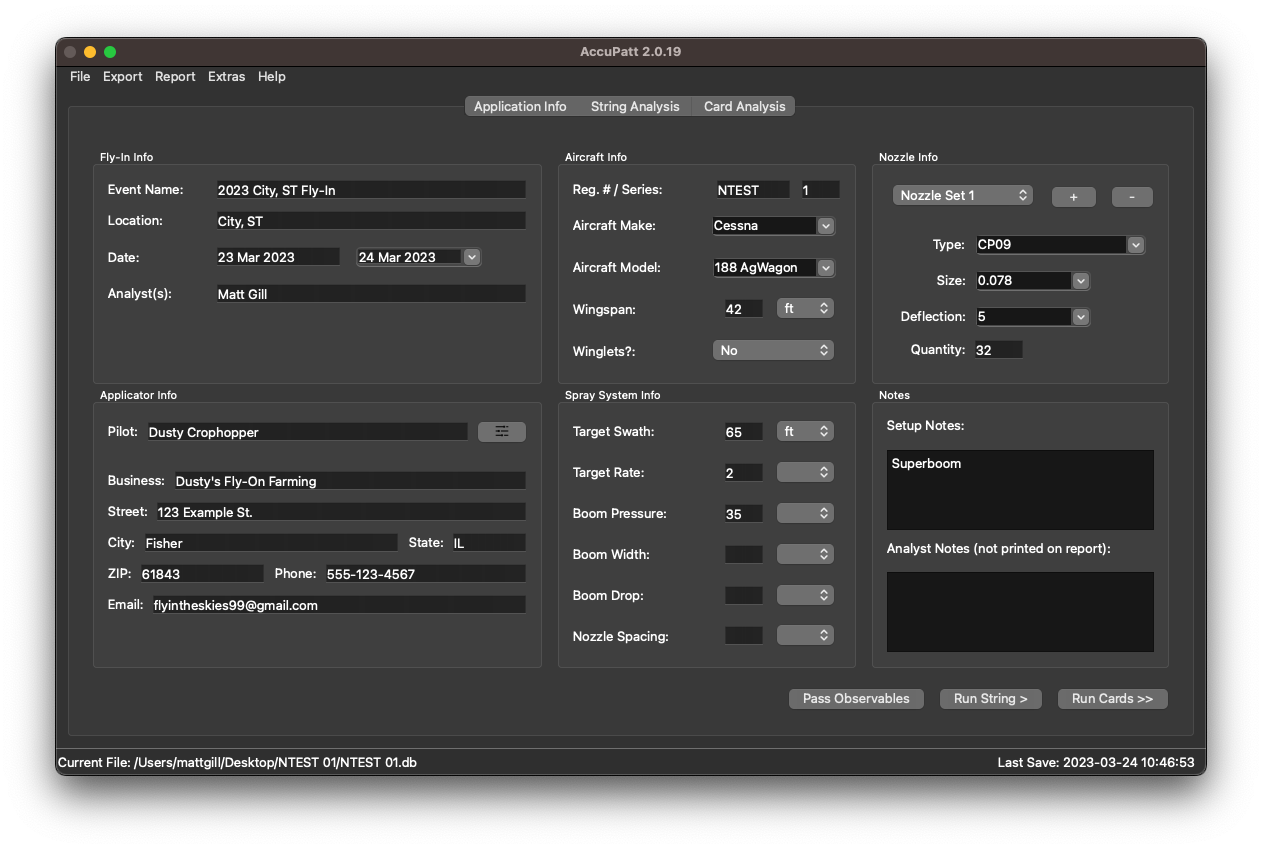 AccuPatt 2.0.19
File Export Report Extras Help
Application Info String Analysis Card Analysis
Fly-In Info
Event Name: 2023 City, ST Fly-In
Location: City, ST
Date: 23 Mar 2023 24 Mar 2023
Analyst(s): Matt Gill
Aircraft Info
Reg. # / Series: NTEST 1
Aircraft Make: Cessna
Aircraft Model: 188 AgWagon
Wingspan: 42 ft
Winglets?: No
Nozzle Info
Nozzle Set 1 + -
Type: CP09
Size: 0.078
Deflection: 5
Quantity: 32
Applicator Info
Pilot: Dusty Crophopper
Business: Dusty's Fly-On Farming
Street: 123 Example St.
City: Fisher State: IL
ZIP: 61843 Phone: 555-123-4567
Email: flyintheskies99@gmail.com
Spray System Info
Target Swath: 65 ft
Target Rate: 2
Boom Pressure: 35
Boom Width:
Boom Drop:
Nozzle Spacing:
Notes
Setup Notes:
Superboom
Analyst Notes (not printed on report):
Pass Observables Run String > Run Cards >>
Current File: /Users/mattgill/Desktop/NTEST 01/NTEST 01.db Last Save: 2023-03-24 10:46:53